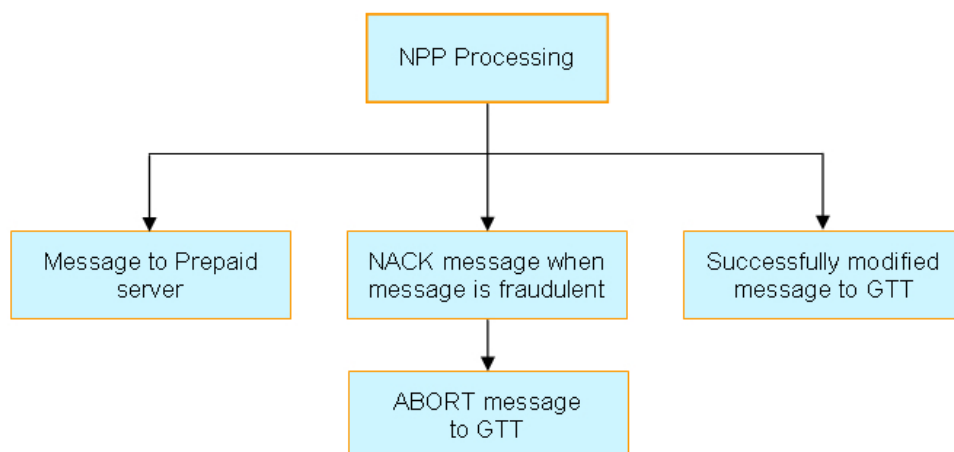 NPP Processing
Message to Prepaid
server
NACK message when
message is fraudulent
Successfully modified
message to GTT
ABORT message
to GTT